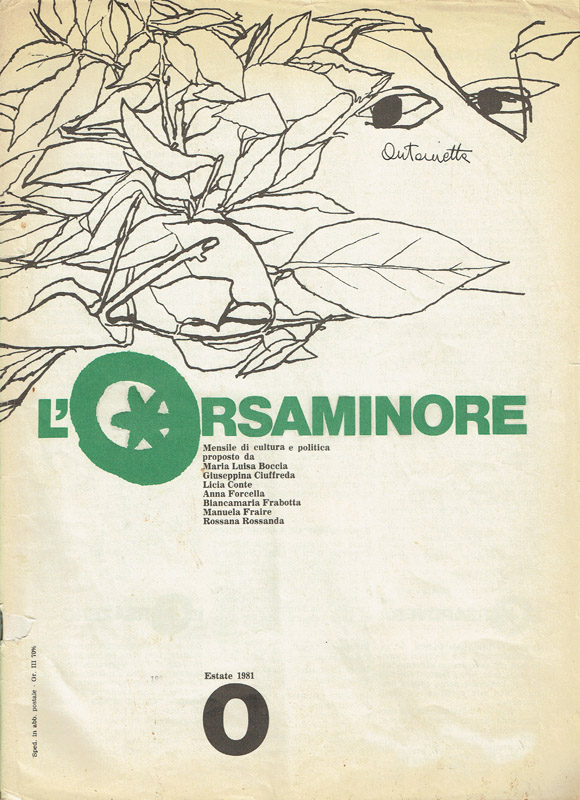 Antonietta
L'ORSAMINORE
Mensile di cultura e politica
proposto da
Maria Luisa Boccia
Giuseppina Ciuffreda
Licia Conte
Anna Forcella
Biancamaria Frabotta
Manuela Fraire
Rossana Rossanda
Sped. in abb. postale - Gr. III 70%
Estate 1981
0